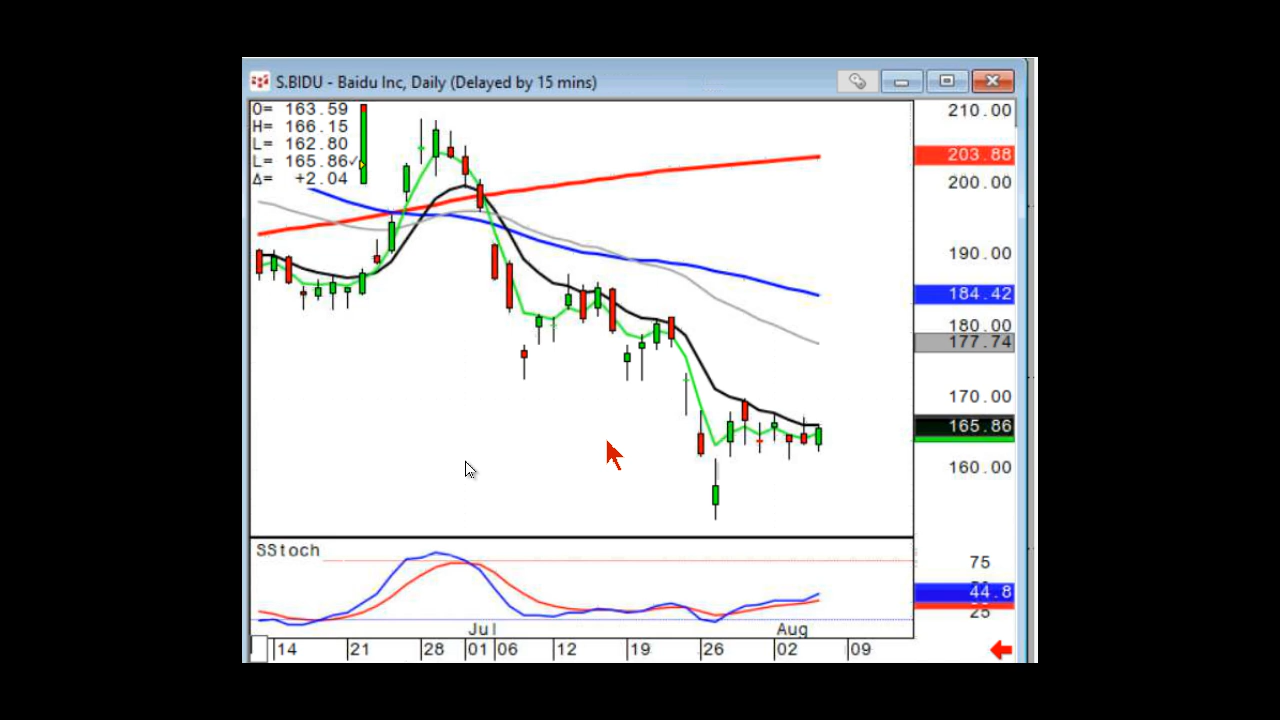 S.BIDU - Baidu Inc, Daily (Delayed by 15 mins)
O= 163.59
H= 166.15
L= 162.80
L= 165.86✓
Δ= +2.04
210.00
203.88
200.00
190.00
184.42
180.00
177.74
170.00
165.86
160.00
SStoch
75
44.8
25
Jul
Aug
14
21
28
01
06
12
19
26
02
09